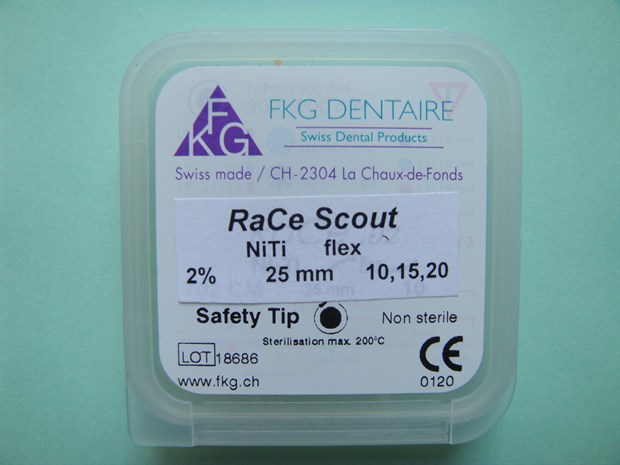 FKG
FKG DENTAIRE
Swiss Dental Products
Swiss made / CH-2304 La Chaux-de-Fonds
RaCe Scout
NiTi flex
2% 25 mm 10,15,20
Safety Tip Non sterile
Sterilisation max. 200°C
LOT 18686
www.fkg.ch
CE
0120